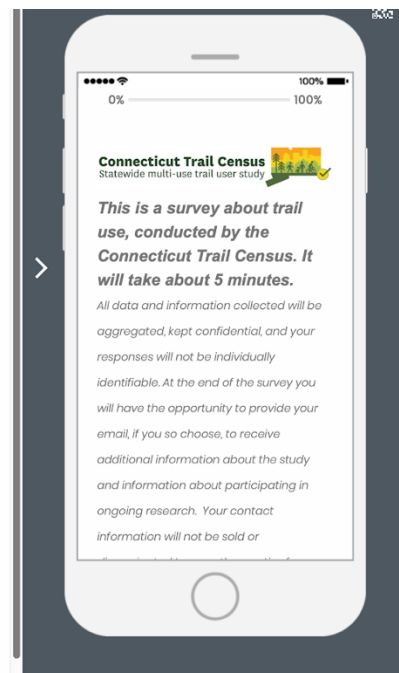 100%
0% 100%
Connecticut Trail Census
Statewide multi-use trail user study
This is a survey about trail
use, conducted by the
Connecticut Trail Census. It
will take about 5 minutes.
All data and information collected will be
aggregated, kept confidential, and your
responses will not be individually
identifiable. At the end of the survey you
will have the opportunity to provide your
email, if you so choose, to receive
additional information about the study
and information about participating in
ongoing research. Your contact
information will not be sold or